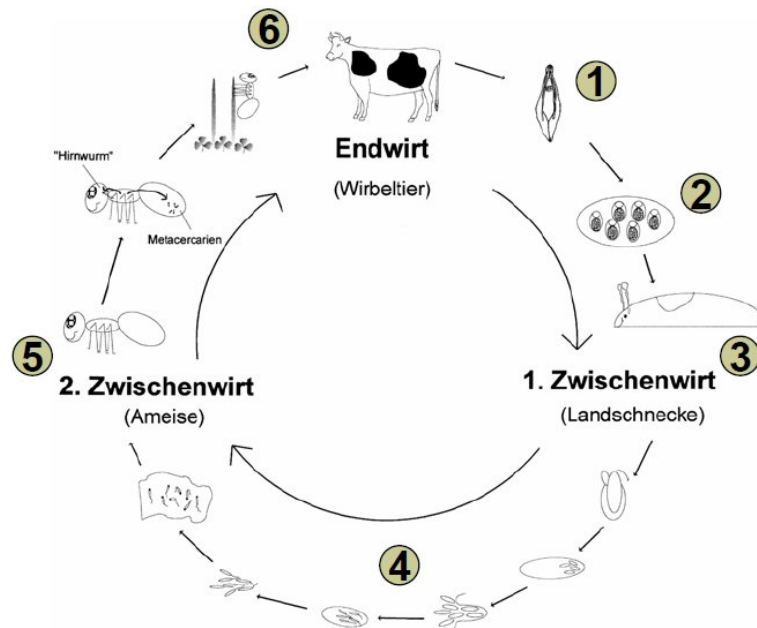 6
1
Endwirt
(Wirbeltier)
"Hirnwurm"
Metacercarien
2
5
3
2. Zwischenwirt
(Ameise)
1. Zwischenwirt
(Landschnecke)
4